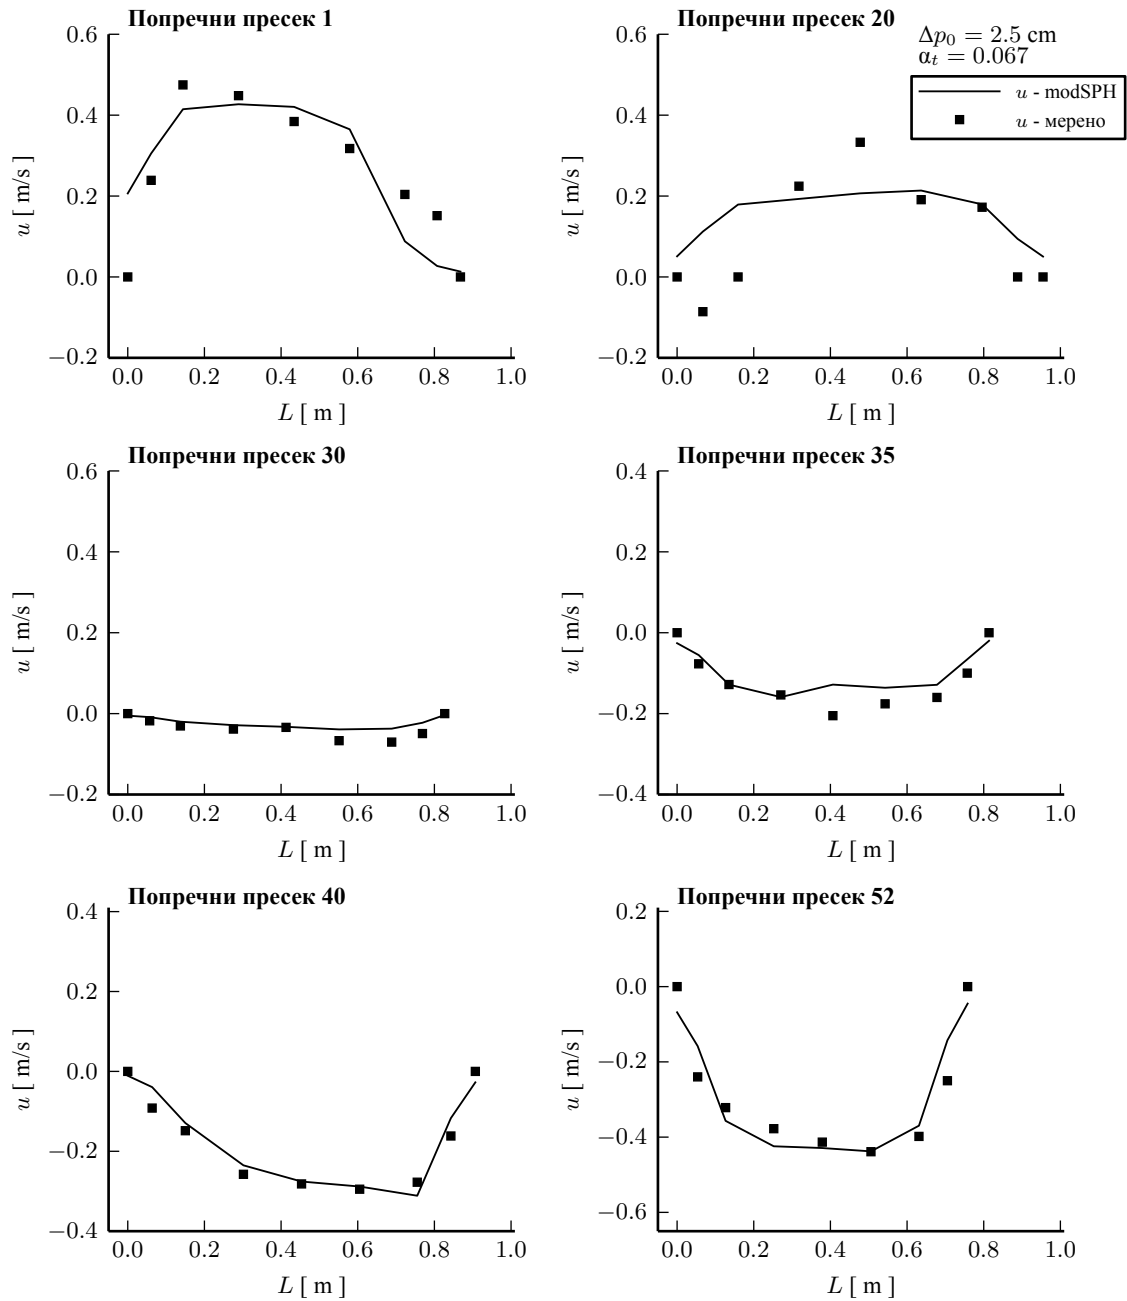 Попречни пресек 1
0.6
0.4
0.2
0.0
−0.2
u [ m/s ]
0.0 0.2 0.4 0.6 0.8 1.0
L [ m ]
Попречни пресек 20
Δp₀ = 2.5 cm
αₜ = 0.067
u - modSPH
u - мерено
0.6
0.4
0.2
0.0
−0.2
u [ m/s ]
0.0 0.2 0.4 0.6 0.8 1.0
L [ m ]
Попречни пресек 30
0.6
0.4
0.2
0.0
−0.2
u [ m/s ]
0.0 0.2 0.4 0.6 0.8 1.0
L [ m ]
Попречни пресек 35
0.4
0.2
0.0
−0.2
−0.4
u [ m/s ]
0.0 0.2 0.4 0.6 0.8 1.0
L [ m ]
Попречни пресек 40
0.4
0.2
0.0
−0.2
−0.4
u [ m/s ]
0.0 0.2 0.4 0.6 0.8 1.0
L [ m ]
Попречни пресек 52
0.2
0.0
−0.2
−0.4
−0.6
u [ m/s ]
0.0 0.2 0.4 0.6 0.8 1.0
L [ m ]